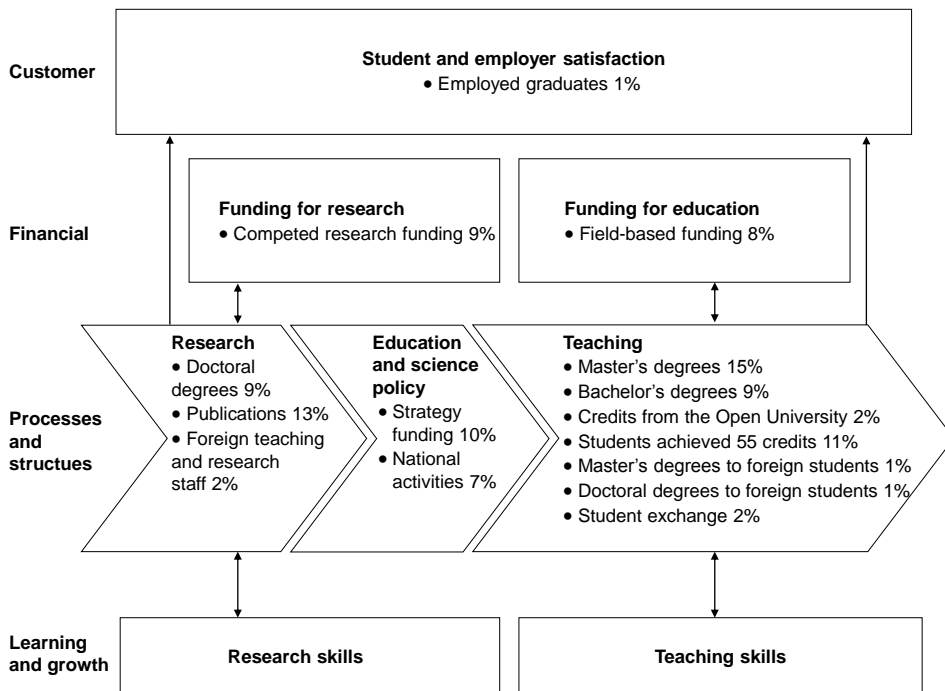 Customer
Student and employer satisfaction
• Employed graduates 1%
Financial
Funding for research
• Competed research funding 9%
Funding for education
• Field-based funding 8%
Processes and
structues
Research
• Doctoral
degrees 9%
• Publications 13%
• Foreign teaching
and research
staff 2%
Education
and science
policy
• Strategy
funding 10%
• National
activities 7%
Teaching
• Master's degrees 15%
• Bachelor's degrees 9%
• Credits from the Open University 2%
• Students achieved 55 credits 11%
• Master's degrees to foreign students 1%
• Doctoral degrees to foreign students 1%
• Student exchange 2%
Learning
and growth
Research skills
Teaching skills